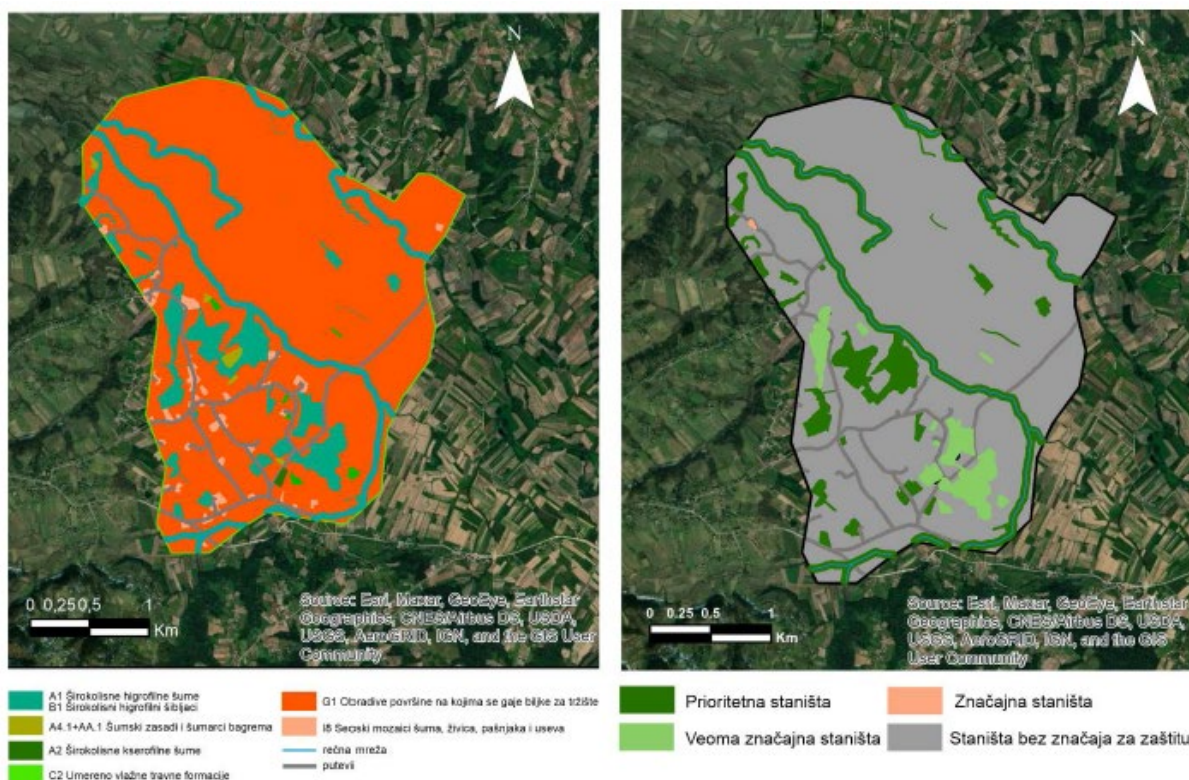 N
0 0,25 0,5 1
Km
Source: Esri, Maxar, GeoEye, Earthstar
Geographics, CNES/Airbus DS, USDA,
USGS, AeroGRID, IGN, and the GIS User
Community
A1 Širokolisne higrofilne šume
B1 Širokolisni higrofilni šibljaci
A4.1+AA.1 Šumski zasadi i šumarci bagrema
A2 Širokolisne kserofilne šume
C2 Umereno vlažne travne formacije
G1 Obradive površine na kojima se gaje biljke za tržište
I8 Seoski mozaici šuma, živica, pašnjaka i useva
rečna mreža
putevi
N
0 0.25 0.5 1
Km
Source: Esri, Maxar, GeoEye, Earthstar
Geographics, CNES/Airbus DS, USDA,
USGS, AeroGRID, IGN, and the GIS
User Community
Prioritetna staništa
Veoma značajna staništa
Značajna staništa
Staništa bez značaja za zaštitu